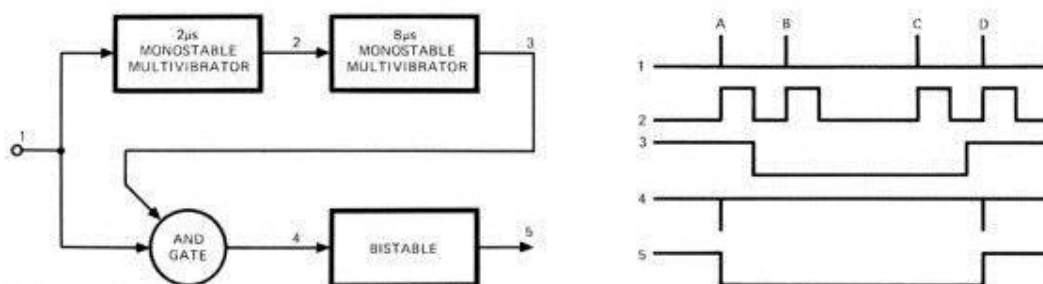 2µs
MONOSTABLE
MULTIVIBRATOR
2
8µs
MONOSTABLE
MULTIVIBRATOR
3
1
AND
GATE
4
BISTABLE
5
A B C D
1
2
3
4
5